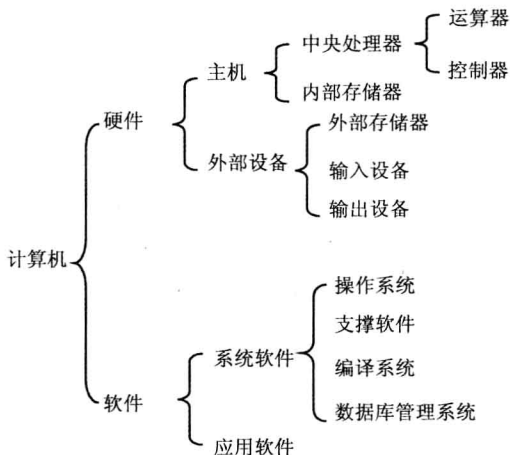 计算机
硬件
主机
中央处理器
运算器
控制器
内部存储器
外部设备
外部存储器
输入设备
输出设备
软件
系统软件
操作系统
支撑软件
编译系统
数据库管理系统
应用软件